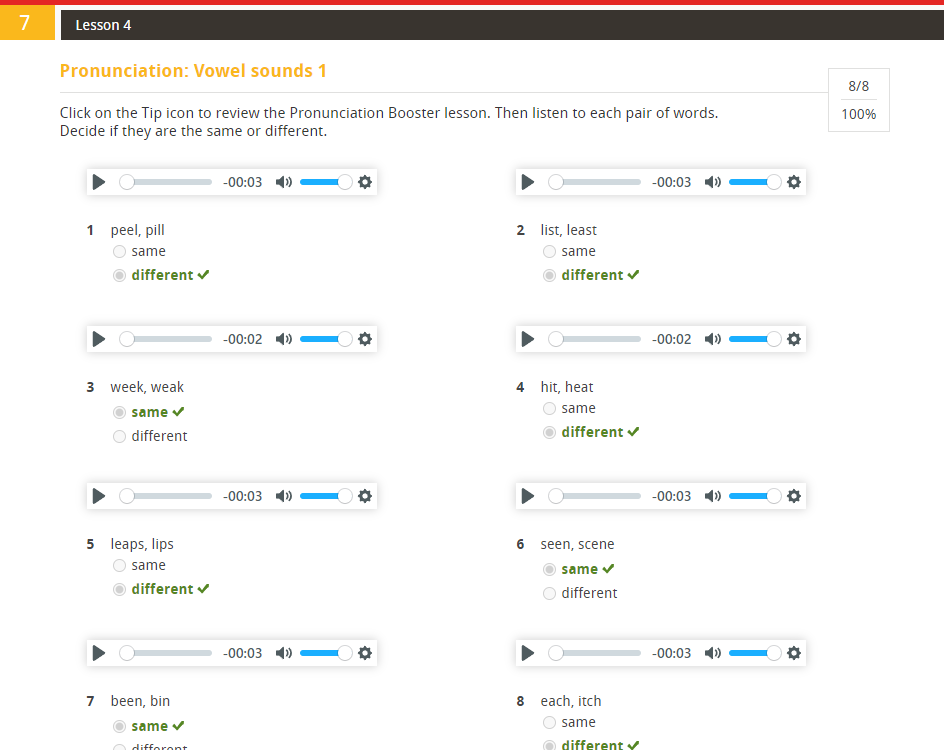 7
Lesson 4
Pronunciation: Vowel sounds 1
8/8
100%
Click on the Tip icon to review the Pronunciation Booster lesson. Then listen to each pair of words.
Decide if they are the same or different.
-00:03
1 peel, pill
same
different
-00:03
2 list, least
same
different
-00:02
3 week, weak
same
different
-00:02
4 hit, heat
same
different
-00:03
5 leaps, lips
same
different
-00:03
6 seen, scene
same
different
-00:03
7 been, bin
same
different
-00:03
8 each, itch
same
different